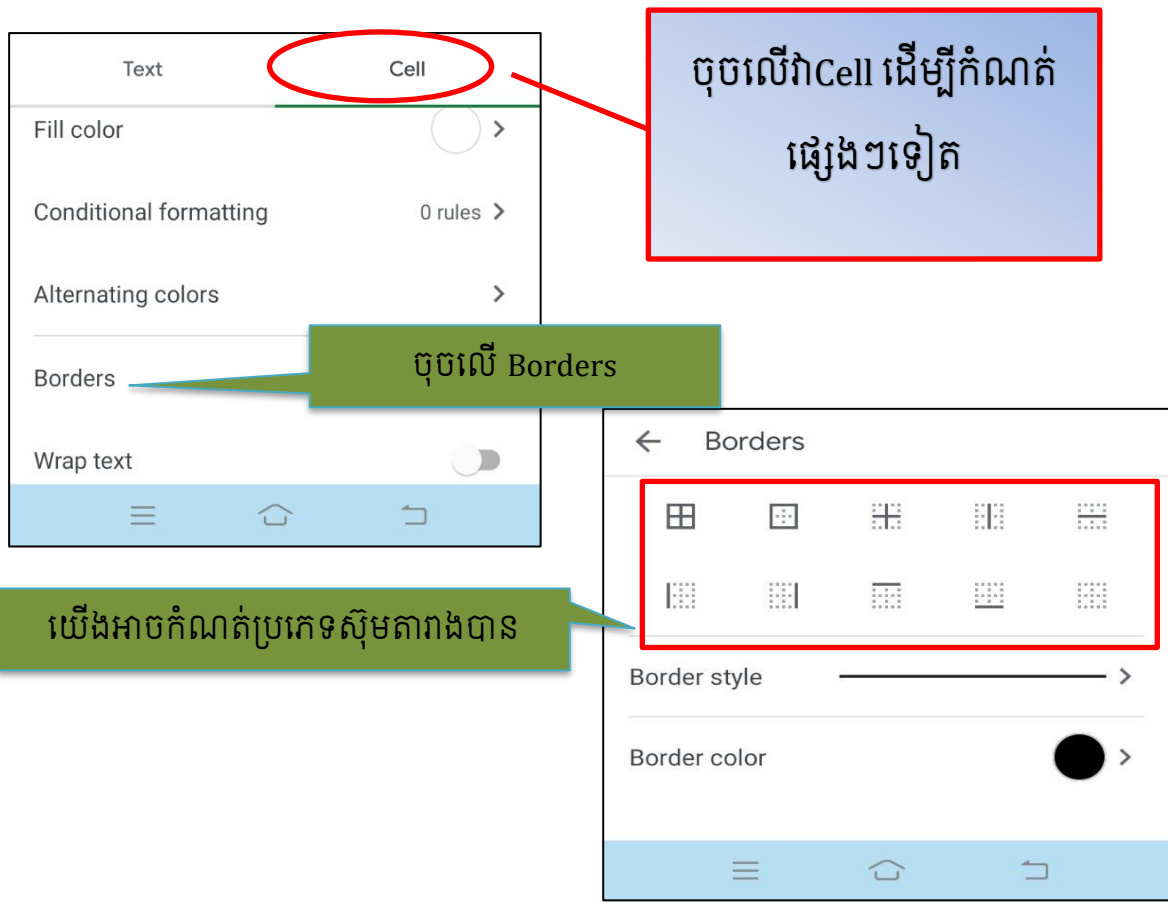 Text
Cell
ចុចលើវាCell ដើម្បីកំណត់
ផ្សេងៗទៀត
Fill color
Conditional formatting
0 rules
Alternating colors
Borders
ចុចលើ Borders
Wrap text
Borders
យើងអាចកំណត់ប្រភេទស៊ុមតារាងបាន
Border style
Border color